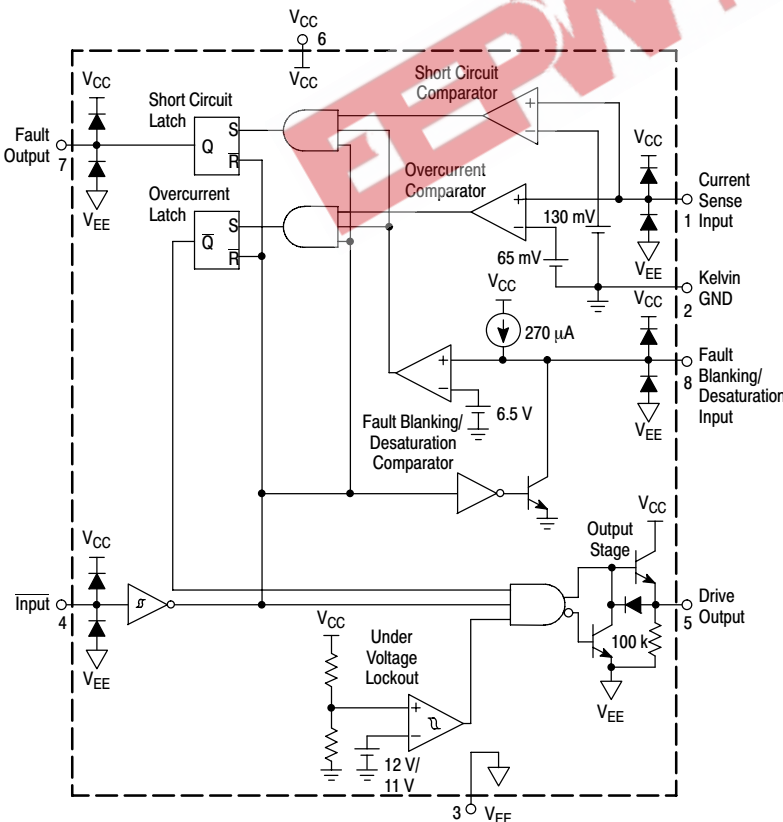 EEPW
VCC
6
VCC
VCC
Short Circuit
Latch
Short Circuit
Comparator
+
−
Fault
Output
7
S
Q
R̅
VCC
VEE
Overcurrent
Latch
Overcurrent
Comparator
+
−
130 mV
65 mV
Current
Sense
Input
1
S
Q̅
R̅
VEE
VCC
Kelvin
GND
2
VCC
270 μA
+
−
6.5 V
Fault
Blanking/
Desaturation
Input
8
VEE
Fault Blanking/
Desaturation
Comparator
VCC
Output
Stage
VCC
I̅n̅p̅u̅t̅
4
Drive
Output
5
100 k
VEE
VEE
VCC
Under
Voltage
Lockout
+
−
12 V/
11 V
3
VEE